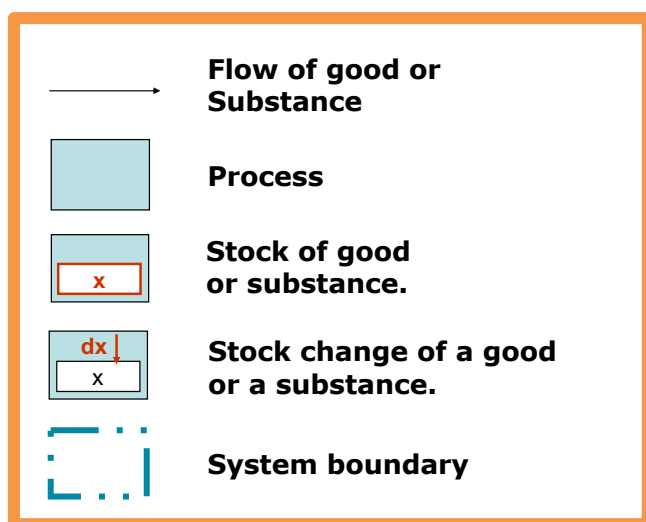 Flow of good or
Substance
Process
x
Stock of good
or substance.
dx
x
Stock change of a good
or a substance.
System boundary